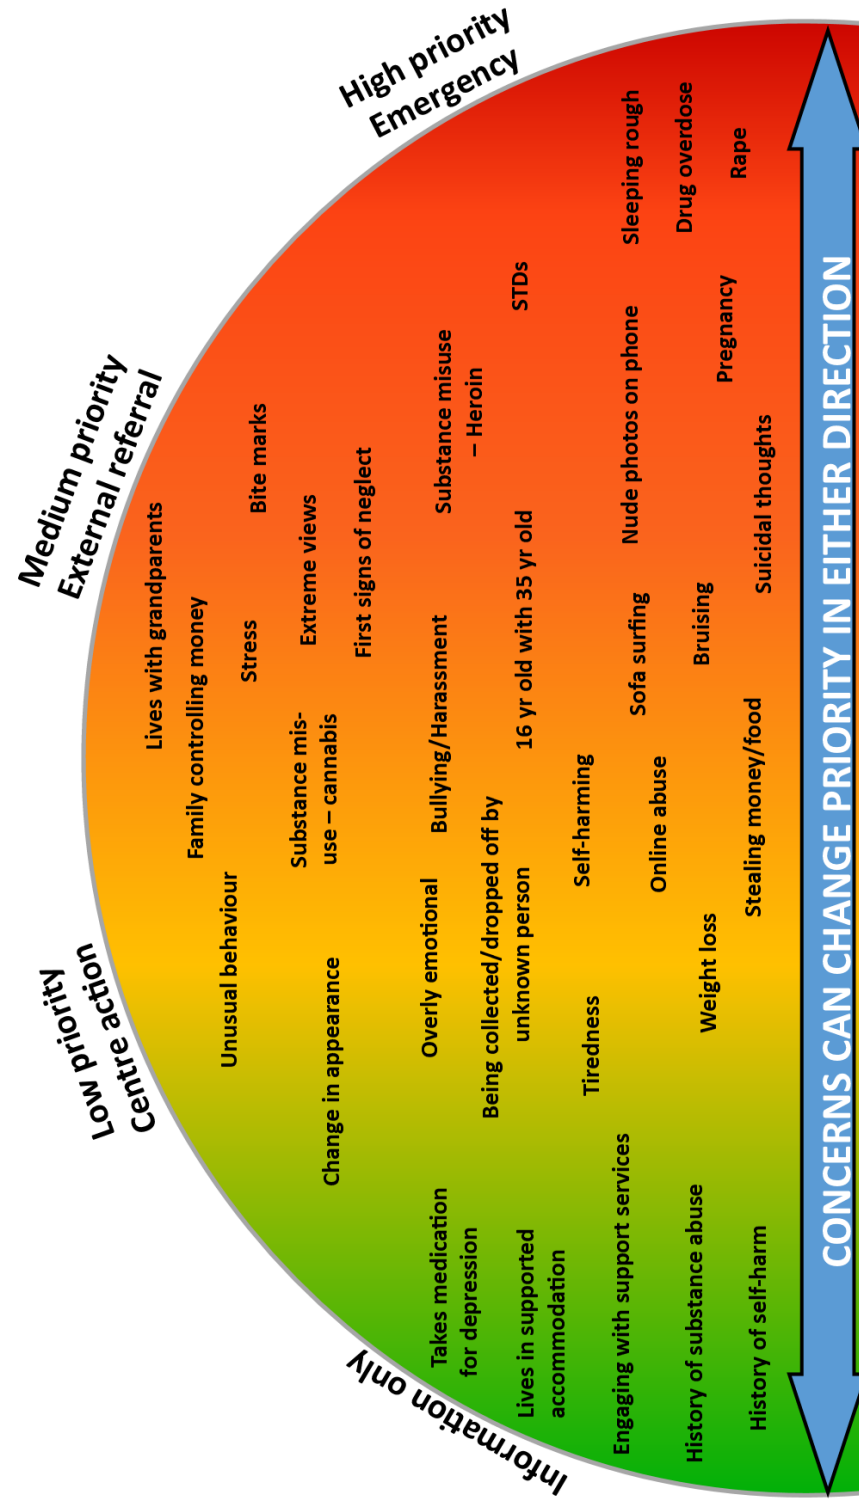 Information only
Low priority
Centre action
Medium priority
External referral
High priority
Emergency
Lives with grandparents
Family controlling money
Unusual behaviour
Stress
Bite marks
Substance mis-
use – cannabis
Extreme views
Change in appearance
First signs of neglect
Takes medication
for depression
Overly emotional
Bullying/Harassment
Substance misuse
– Heroin
Being collected/dropped off by
unknown person
Lives in supported
accommodation
16 yr old with 35 yr old
STDs
Tiredness
Self-harming
Engaging with support services
Sofa surfing
Nude photos on phone
Sleeping rough
Online abuse
History of substance abuse
Weight loss
Bruising
Drug overdose
Pregnancy
Rape
History of self-harm
Stealing money/food
Suicidal thoughts
CONCERNS CAN CHANGE PRIORITY IN EITHER DIRECTION